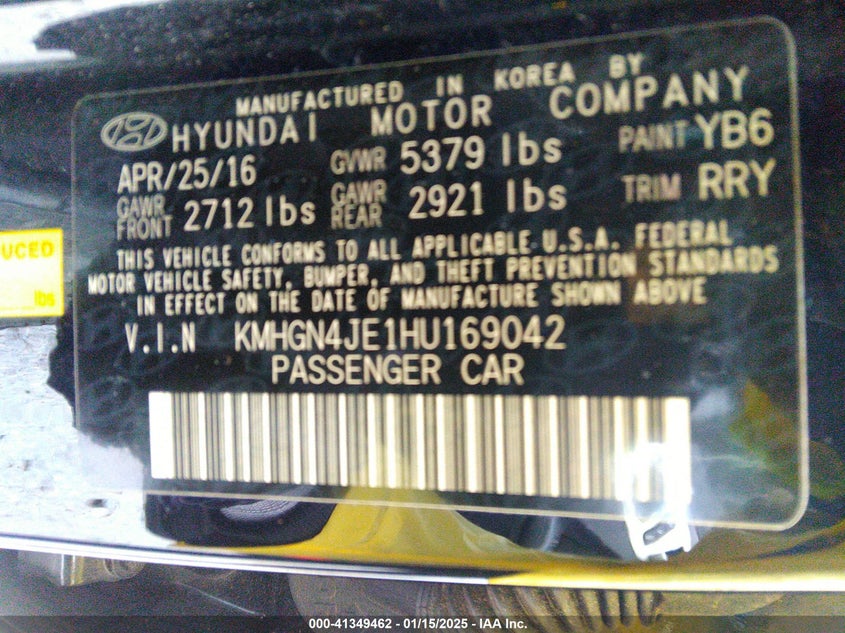 MANUFACTURED IN KOREA BY
HYUNDAI MOTOR COMPANY
APR/25/16 GVWR 5379 lbs PAINT YB6
GAWR FRONT 2712 lbs GAWR REAR 2921 lbs TRIM RRY
THIS VEHICLE CONFORMS TO ALL APPLICABLE U.S.A. FEDERAL
MOTOR VEHICLE SAFETY, BUMPER, AND THEFT PREVENTION STANDARDS
IN EFFECT ON THE DATE OF MANUFACTURE SHOWN ABOVE
V.I.N KMHGN4JE1HU169042
PASSENGER CAR
UCED
lbs
000-41349462 - 01/15/2025 - IAA Inc.